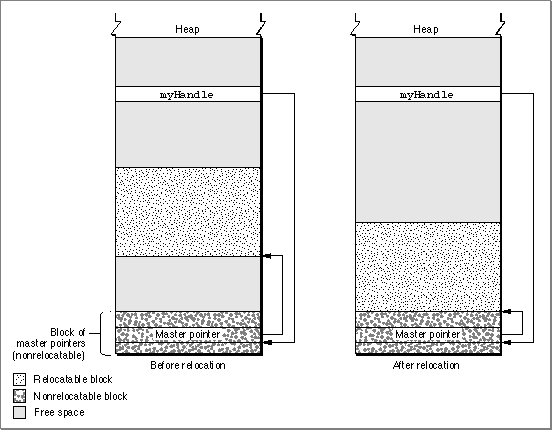 Heap
Heap
myHandle
myHandle
Block of
master pointers
(nonrelocatable)
Master pointer
Master pointer
Before relocation
After relocation
Relocatable block
Nonrelocatable block
Free space